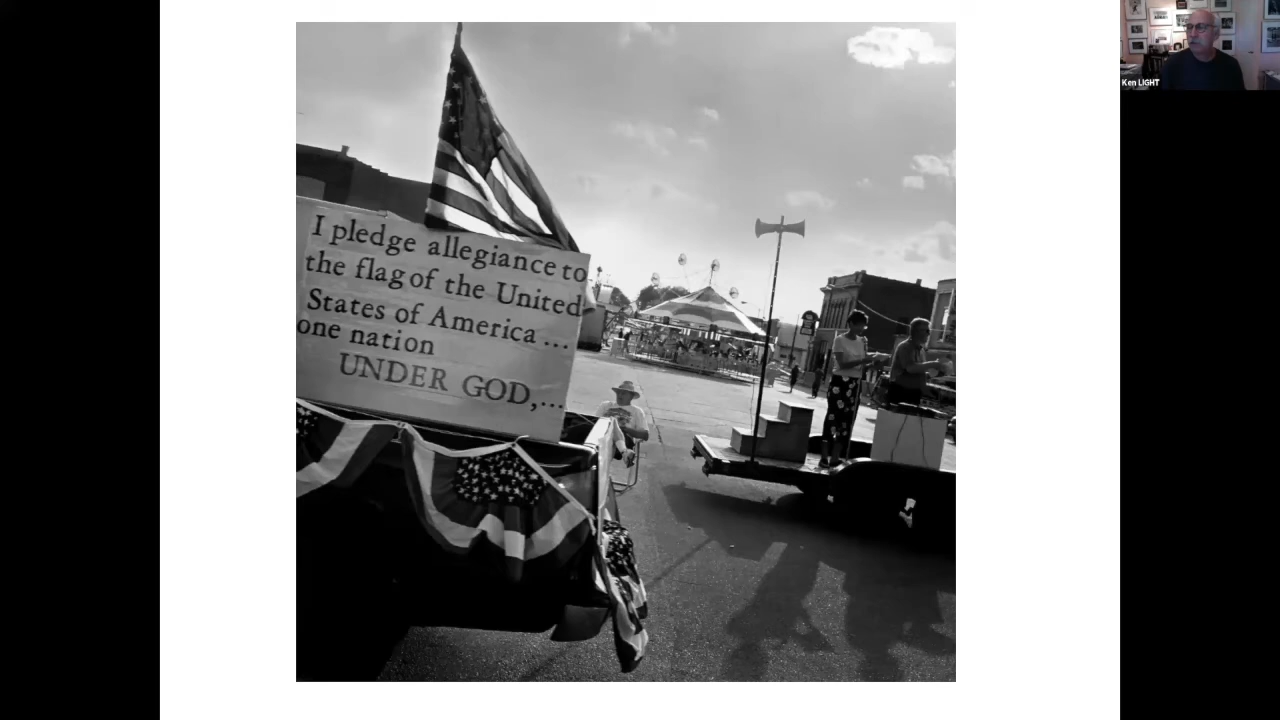 I pledge allegiance to
the flag of the United
States of America ...
one nation
UNDER GOD,...
Ken LIGHT